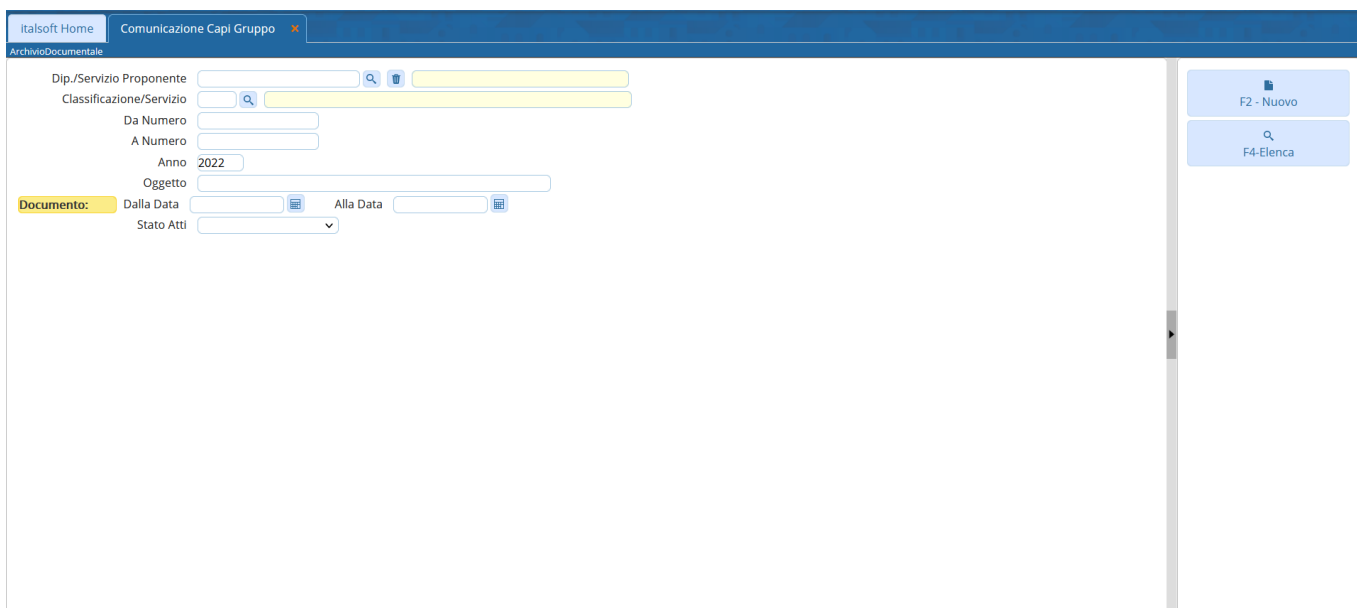 italsoft Home Comunicazione Capi Gruppo ×
ArchivioDocumentale
Dip./Servizio Proponente
Classificazione/Servizio
Da Numero
A Numero
Anno 2022
Oggetto
Documento: Dalla Data Alla Data
Stato Atti
F2 - Nuovo
F4-Elenca